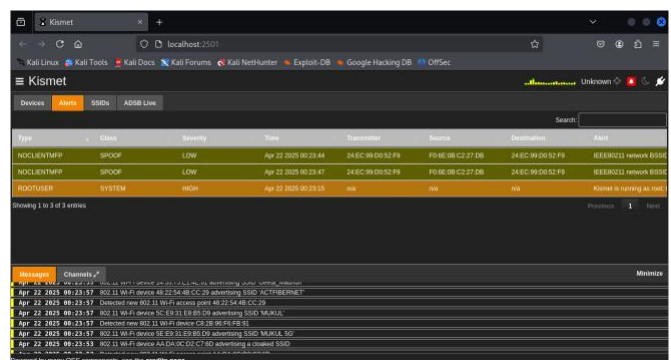 Kismet
localhost:2501
Kali Linux Kali Tools Kali Docs Kali Forums Kali NetHunter Exploit-DB Google Hacking DB OffSec
Kismet Unknown
Devices Alerts SSIDs ADSB Live
Search:
Type Class Severity Time Transmitter Source Destination Alert
NOCLIENTMFP SPOOF LOW Apr 22 2025 00:23:44 24:EC:99:D0:52:F9 F0:6E:0B:C2:27:DB 24:EC:99:D0:52:F9 IEEE80211 network BSSID
NOCLIENTMFP SPOOF LOW Apr 22 2025 00:23:47 24:EC:99:D0:52:F9 F0:6E:0B:C2:27:DB 24:EC:99:D0:52:F9 IEEE80211 network BSSID
ROOTUSER SYSTEM HIGH Apr 22 2025 00:23:15 n/a n/a n/a Kismet is running as root;
Showing 1 to 3 of 3 entries Previous 1 Next
Messages Channels Minimize
Apr 22 2025 00:23:57 802.11 Wi-Fi device 48:22:54:4B:CC:29 advertising SSID 'ACTFIBERNET'
Apr 22 2025 00:23:57 Detected new 802.11 Wi-Fi access point 48:22:54:4B:CC:29
Apr 22 2025 00:23:57 802.11 Wi-Fi device 5C:E9:31:E8:B5:D9 advertising SSID 'MUKUL'
Apr 22 2025 00:23:57 Detected new 802.11 Wi-Fi device C8:2B:96:F6:FB:91
Apr 22 2025 00:23:57 802.11 Wi-Fi device 5E:E9:31:E9:B5:D9 advertising SSID 'MUKUL 5G'
Apr 22 2025 00:23:53 802.11 Wi-Fi device AA:DA:0C:D2:C7:6D advertising a cloaked SSID